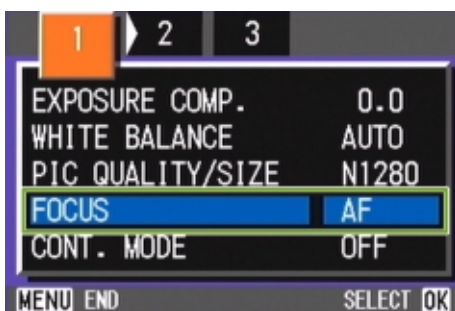 1 2 3
EXPOSURE COMP. 0.0
WHITE BALANCE AUTO
PIC QUALITY/SIZE N1280
FOCUS AF
CONT. MODE OFF
MENU END SELECT OK